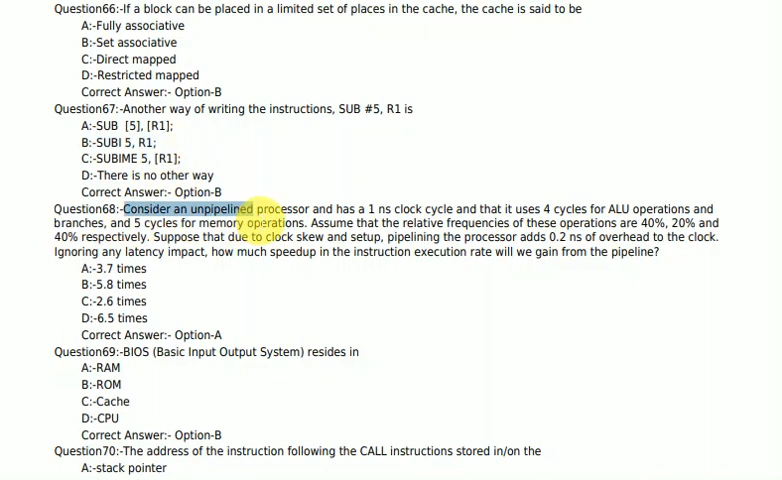 Question66:-If a block can be placed in a limited set of places in the cache, the cache is said to be
A:-Fully associative
B:-Set associative
C:-Direct mapped
D:-Restricted mapped
Correct Answer:- Option-B
Question67:-Another way of writing the instructions, SUB #5, R1 is
A:-SUB [5], [R1];
B:-SUBI 5, R1;
C:-SUBIME 5, [R1];
D:-There is no other way
Correct Answer:- Option-B
Question68:-Consider an unpipelined processor and has a 1 ns clock cycle and that it uses 4 cycles for ALU operations and
branches, and 5 cycles for memory operations. Assume that the relative frequencies of these operations are 40%, 20% and
40% respectively. Suppose that due to clock skew and setup, pipelining the processor adds 0.2 ns of overhead to the clock.
Ignoring any latency impact, how much speedup in the instruction execution rate will we gain from the pipeline?
A:-3.7 times
B:-5.8 times
C:-2.6 times
D:-6.5 times
Correct Answer:- Option-A
Question69:-BIOS (Basic Input Output System) resides in
A:-RAM
B:-ROM
C:-Cache
D:-CPU
Correct Answer:- Option-B
Question70:-The address of the instruction following the CALL instructions stored in/on the
A:-stack pointer